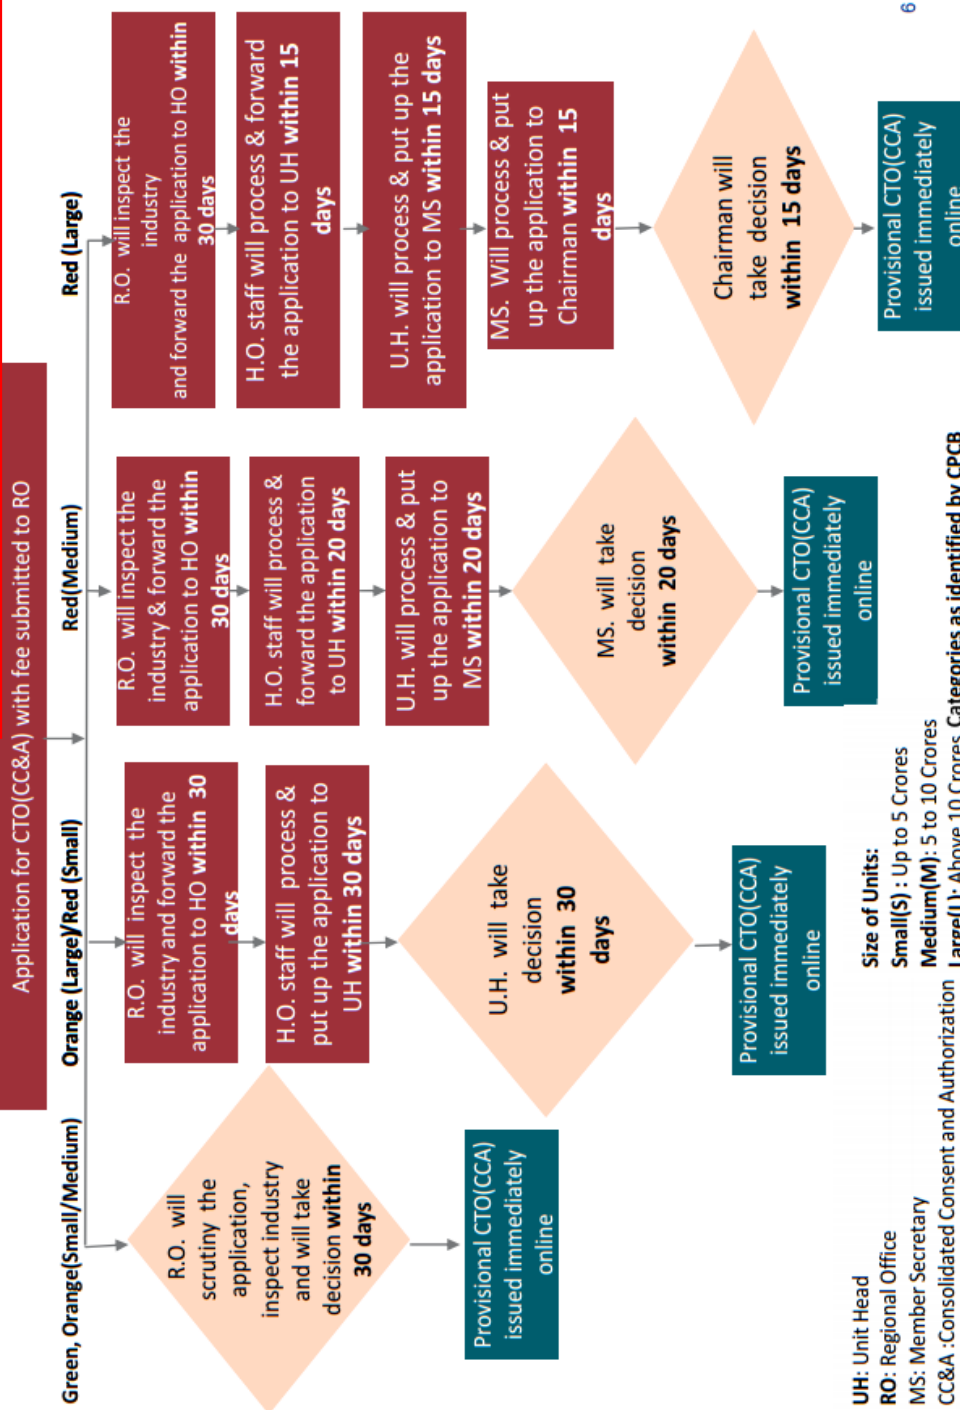 Application for CTO(CC&A) with fee submitted to RO
Green, Orange(Small/Medium)
R.O. will
scrutiny the
application,
inspect industry
and will take
decision within
30 days
Provisional CTO(CCA)
issued immediately
online
Orange (Large)/Red (Small)
R.O. will inspect the
industry and forward the
application to HO within 30
days
H.O. staff will process &
put up the application to
UH within 30 days
U.H. will take
decision
within 30
days
Provisional CTO(CCA)
issued immediately
online
Red(Medium)
R.O. will inspect the
industry & forward the
application to HO within
30 days
H.O. staff will process &
forward the application
to UH within 20 days
U.H. will process & put
up the application to
MS within 20 days
MS. will take
decision
within 20 days
Provisional CTO(CCA)
issued immediately
online
Red (Large)
R.O. will inspect the
industry
and forward the application to HO within
30 days
H.O. staff will process & forward
the application to UH within 15
days
U.H. will process & put up the
application to MS within 15 days
MS. Will process & put
up the application to
Chairman within 15
days
Chairman will
take decision
within 15 days
Provisional CTO(CCA)
issued immediately
online
UH: Unit Head
RO: Regional Office
MS: Member Secretary
CC&A :Consolidated Consent and Authorization
Size of Units:
Small(S) : Up to 5 Crores
Medium(M): 5 to 10 Crores
Large(L): Above 10 Crores Categories as identified by CPCB
6